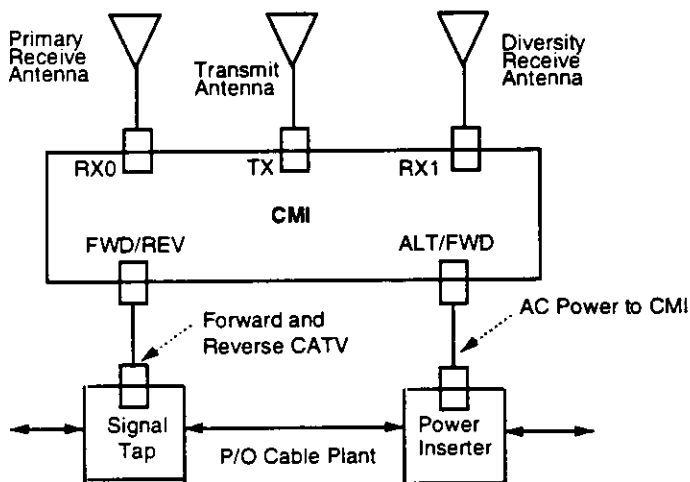 Primary
Receive
Antenna
Transmit
Antenna
Diversity
Receive
Antenna
RX0
TX
RX1
CMI
FWD/REV
ALT/FWD
Forward and
Reverse CATV
AC Power to CMI
Signal
Tap
P/O Cable Plant
Power
Inserter